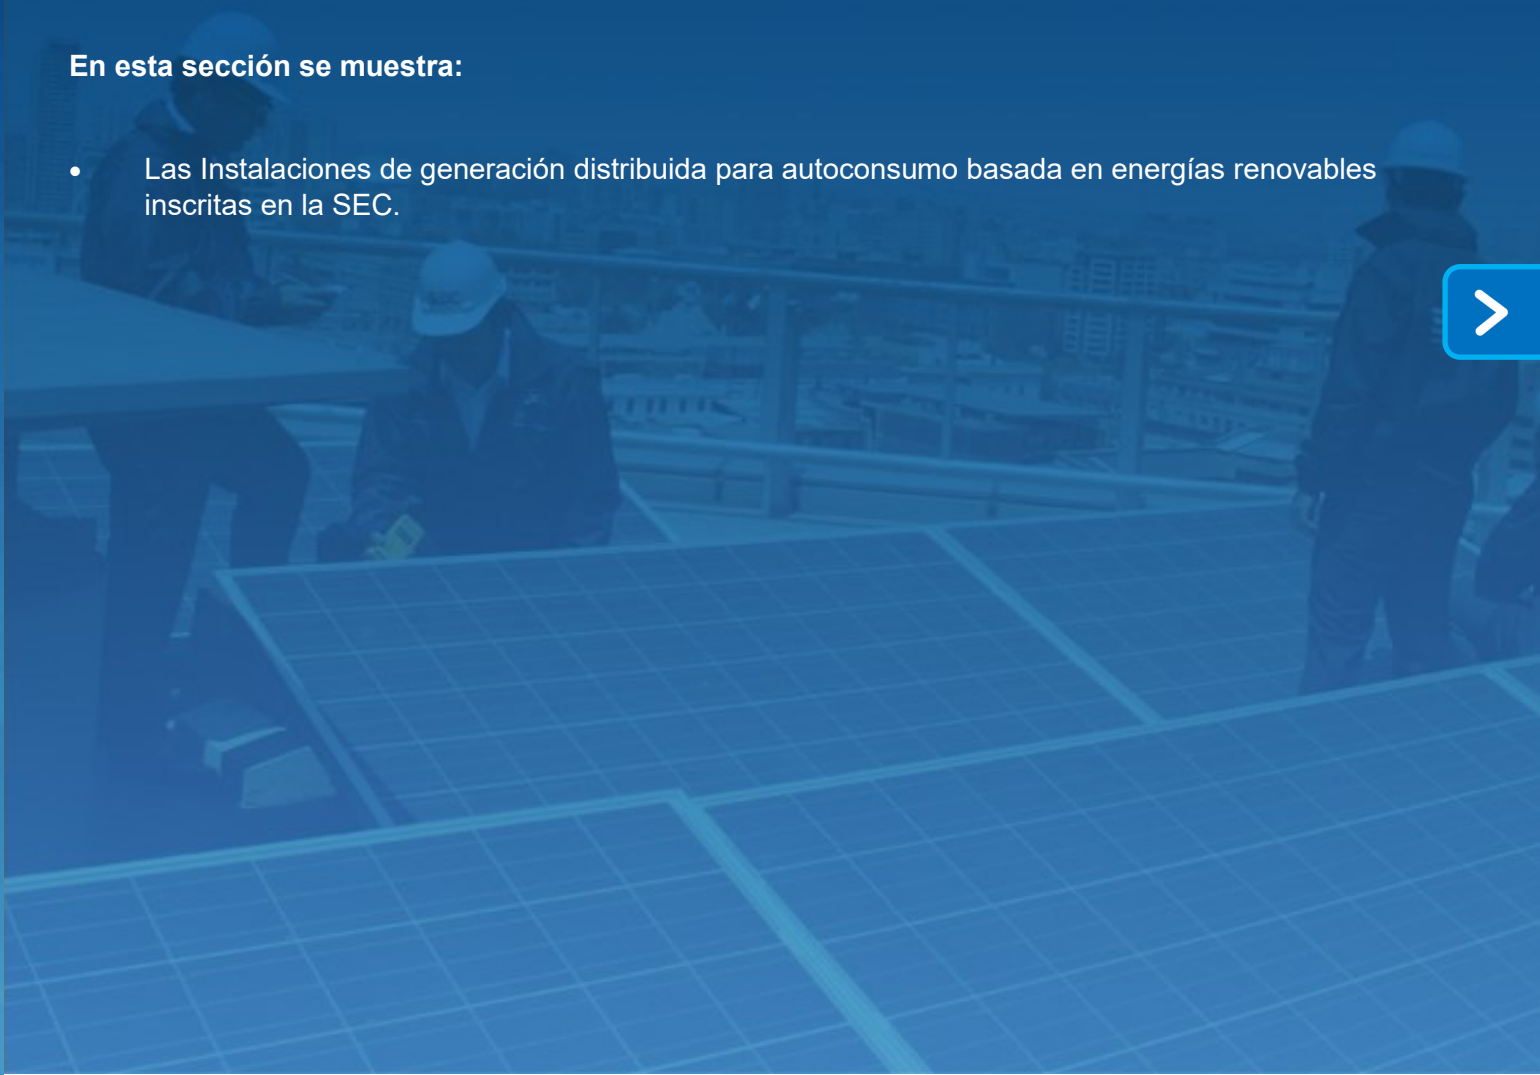 En esta sección se muestra:
• Las Instalaciones de generación distribuida para autoconsumo basada en energías renovables
inscritas en la SEC.